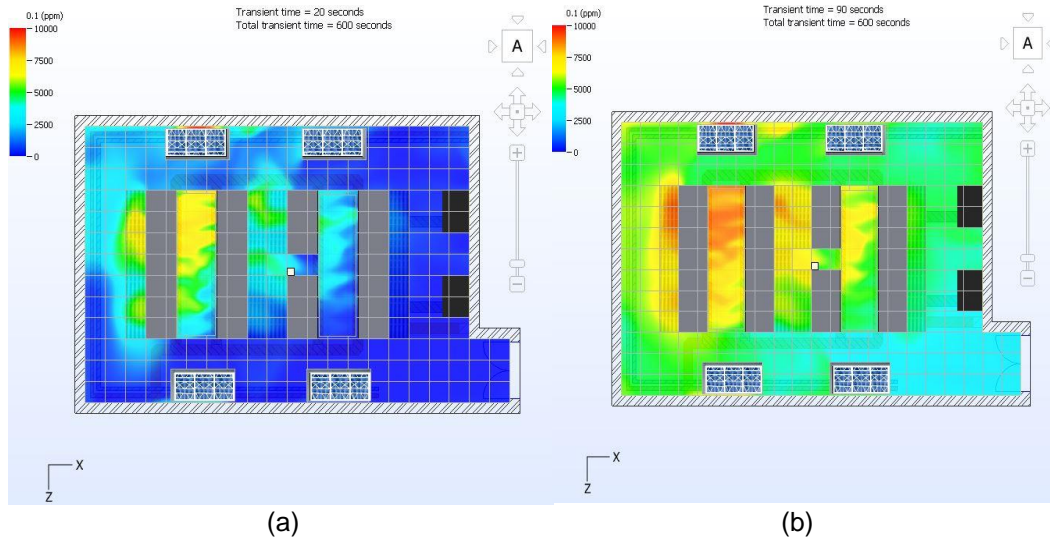 0.1 (ppm)
10000
7500
5000
2500
0
Transient time = 20 seconds
Total transient time = 600 seconds
A
X
Z
(a)
0.1 (ppm)
10000
7500
5000
2500
0
Transient time = 90 seconds
Total transient time = 600 seconds
A
X
Z
(b)